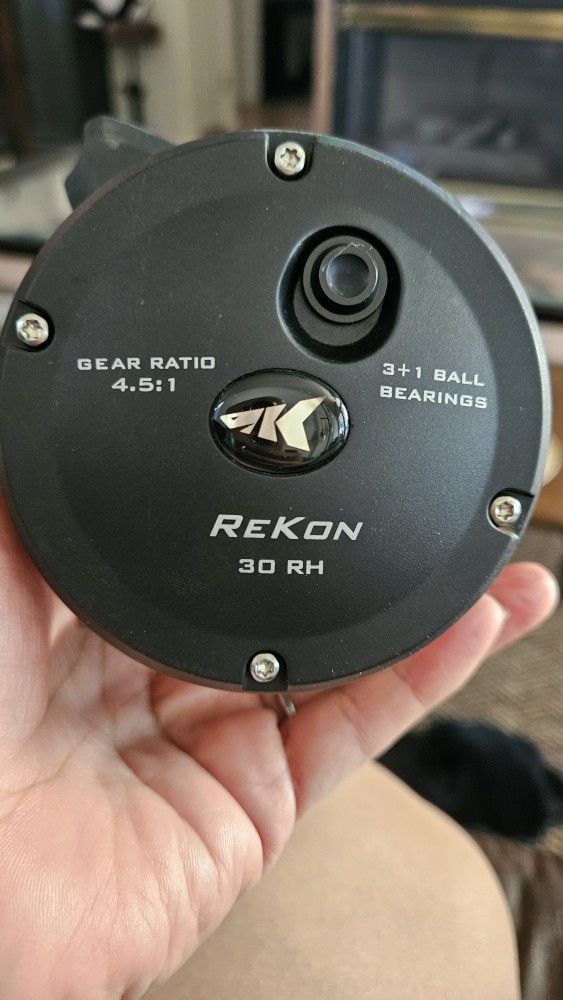 GEAR RATIO
4.5:1
3+1 BALL
BEARINGS
REKON
30 RH